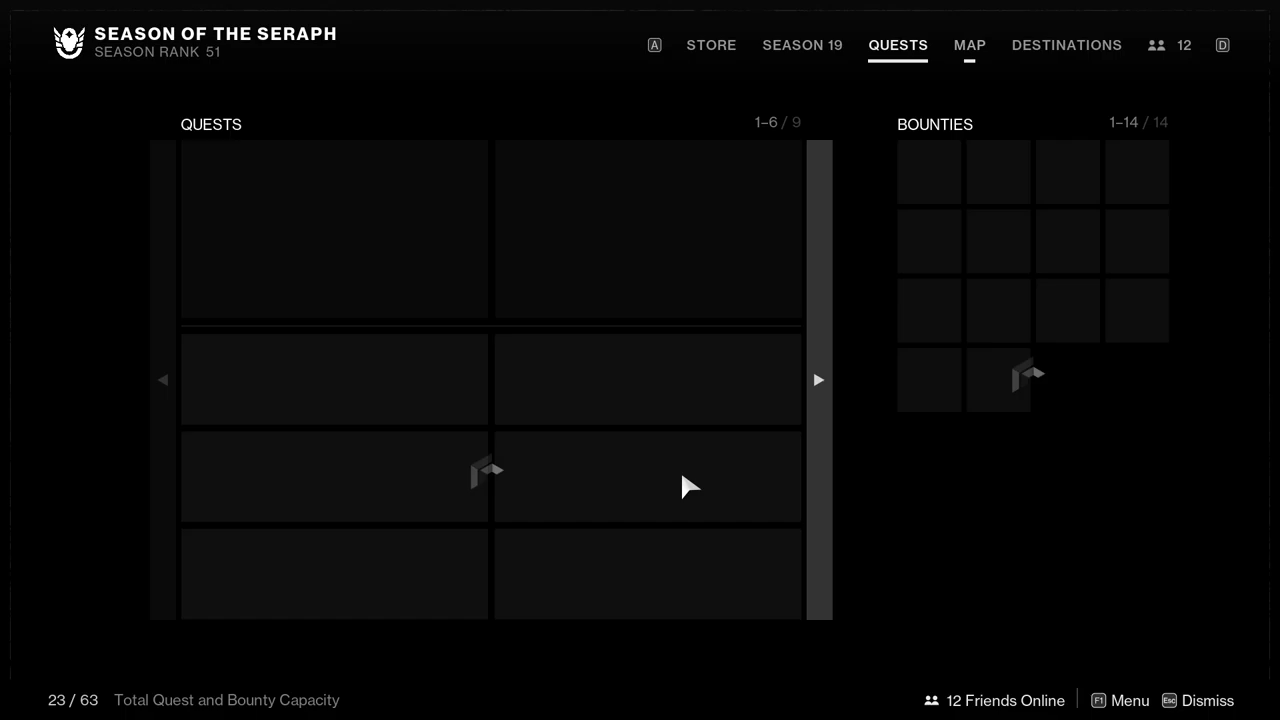 SEASON OF THE SERAPH
SEASON RANK 51
A STORE SEASON 19 QUESTS MAP DESTINATIONS 12 D
QUESTS 1–6 / 9
BOUNTIES 1–14 / 14
23 / 63 Total Quest and Bounty Capacity
12 Friends Online F1 Menu Esc Dismiss